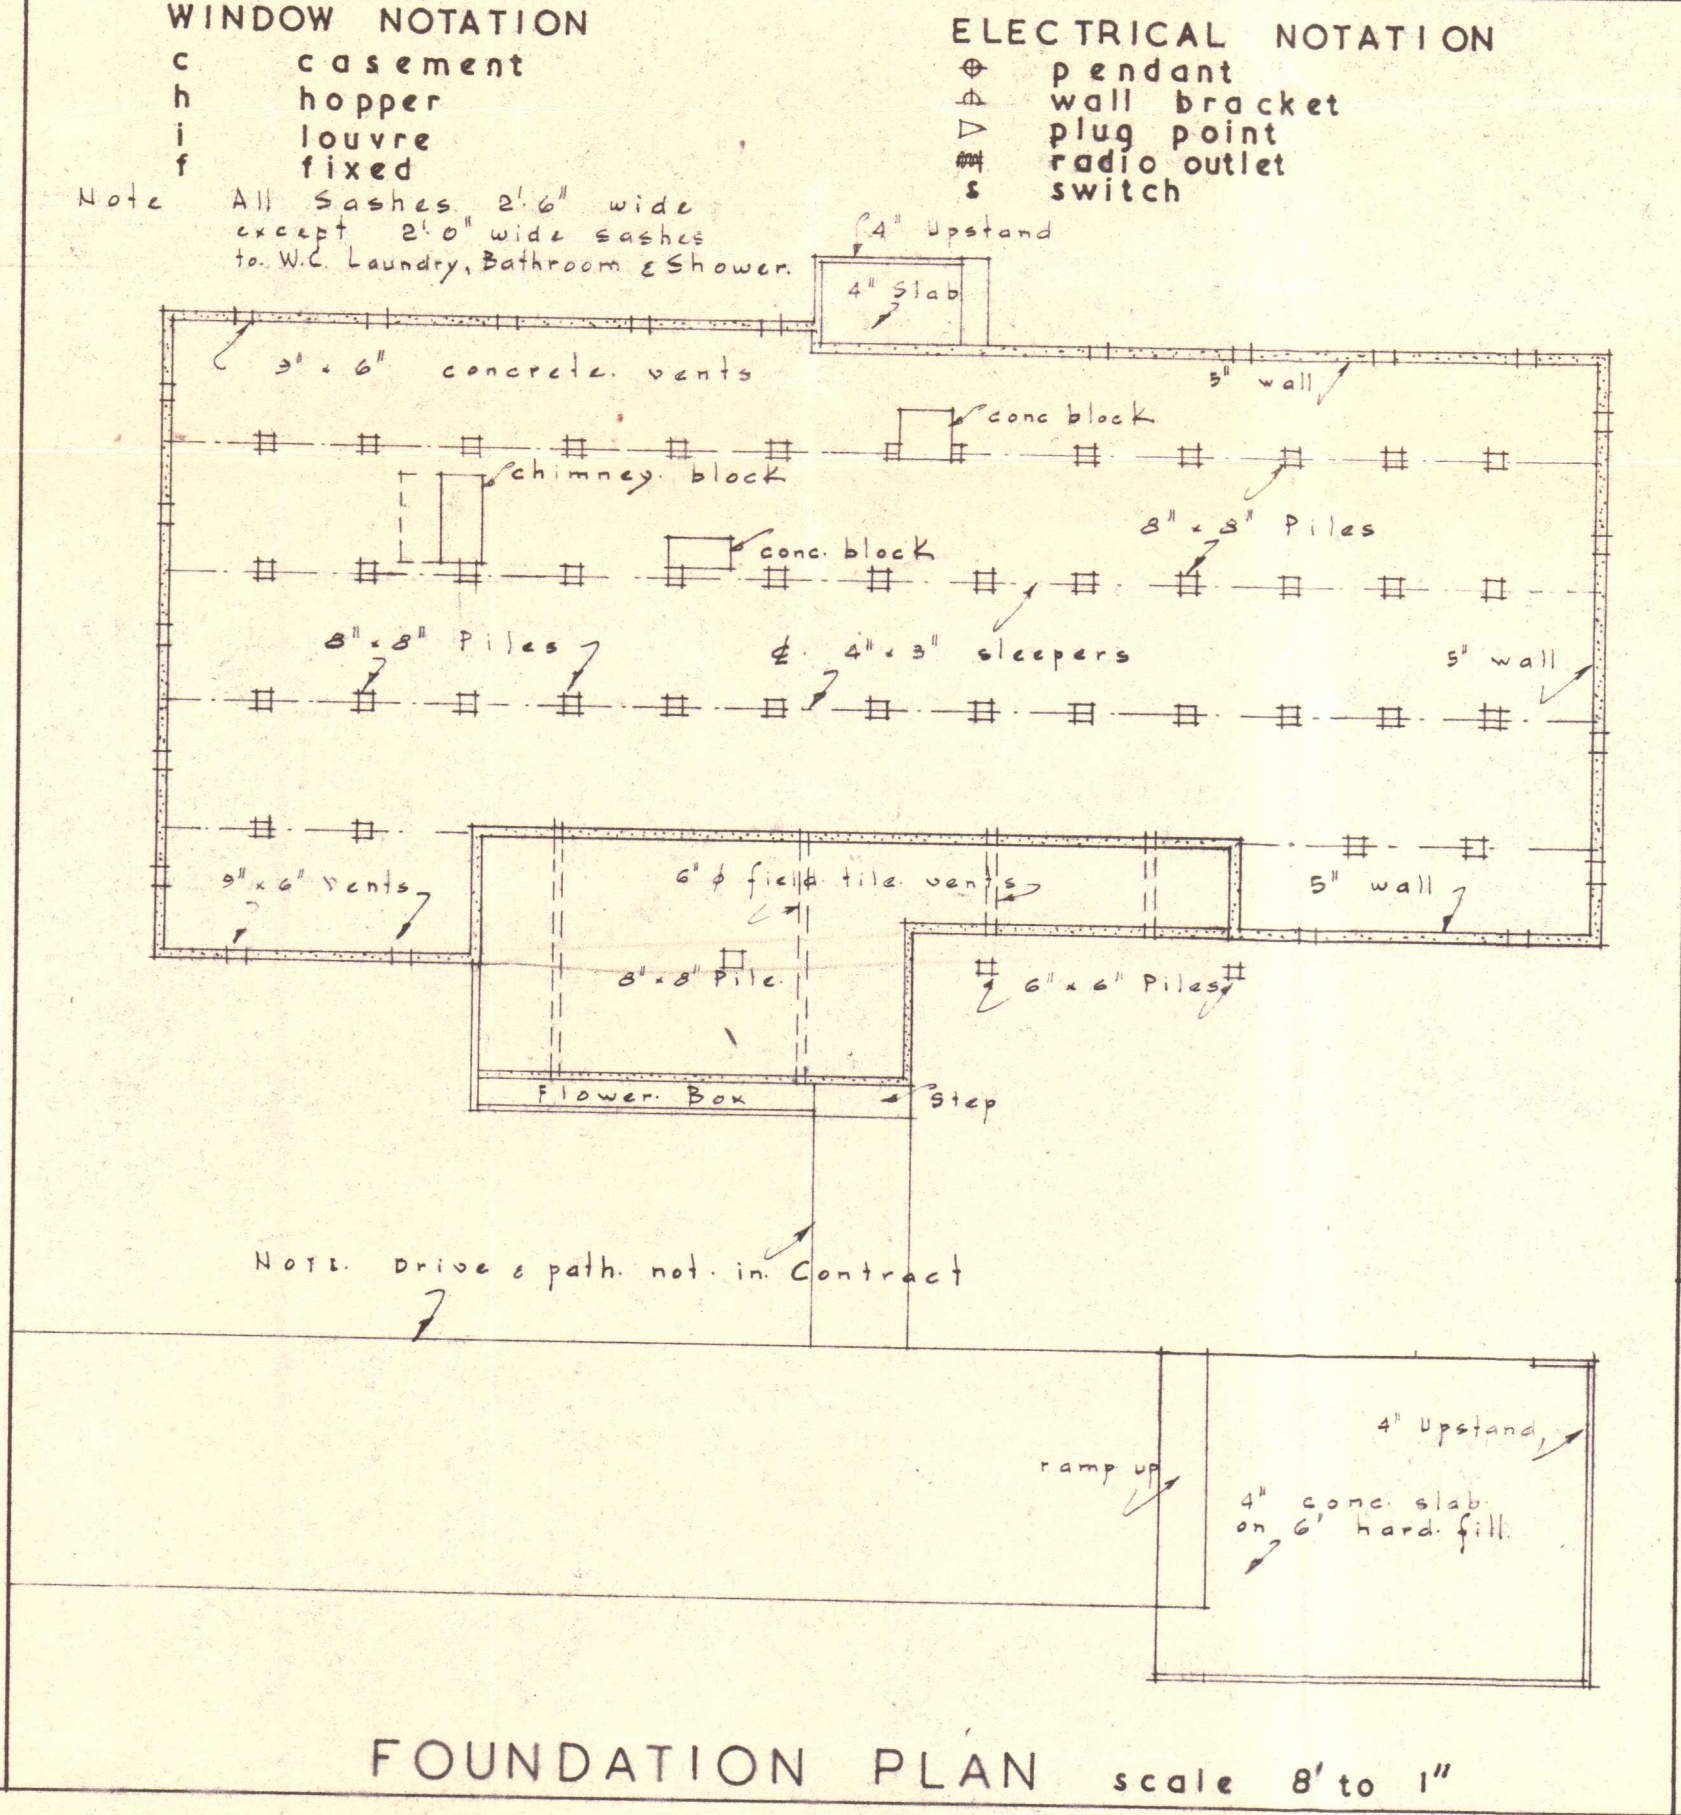 WINDOW NOTATION
c casement
h hopper
i louvre
f fixed
Note All Sashes 2'6" wide
except 2'0" wide sashes
to W.C. Laundry, Bathroom & Shower.
ELECTRICAL NOTATION
pendant
wall bracket
plug point
radio outlet
s switch
4" Upstand
4" Slab
9" x 6" concrete vents
5" wall
conc block
chimney block
8" x 8" Piles
conc. block
8" x 8" Piles
₵ 4" x 3" sleepers
5" wall
9" x 6" vents
6" φ field tile vents
5" wall
8" x 8" Pile.
6" x 6" Piles
Flower Box
Step
NOTE. Drive & path not in Contract
4" Upstand
ramp up
4" conc. slab
on 6" hard fill
FOUNDATION PLAN scale 8' to 1"